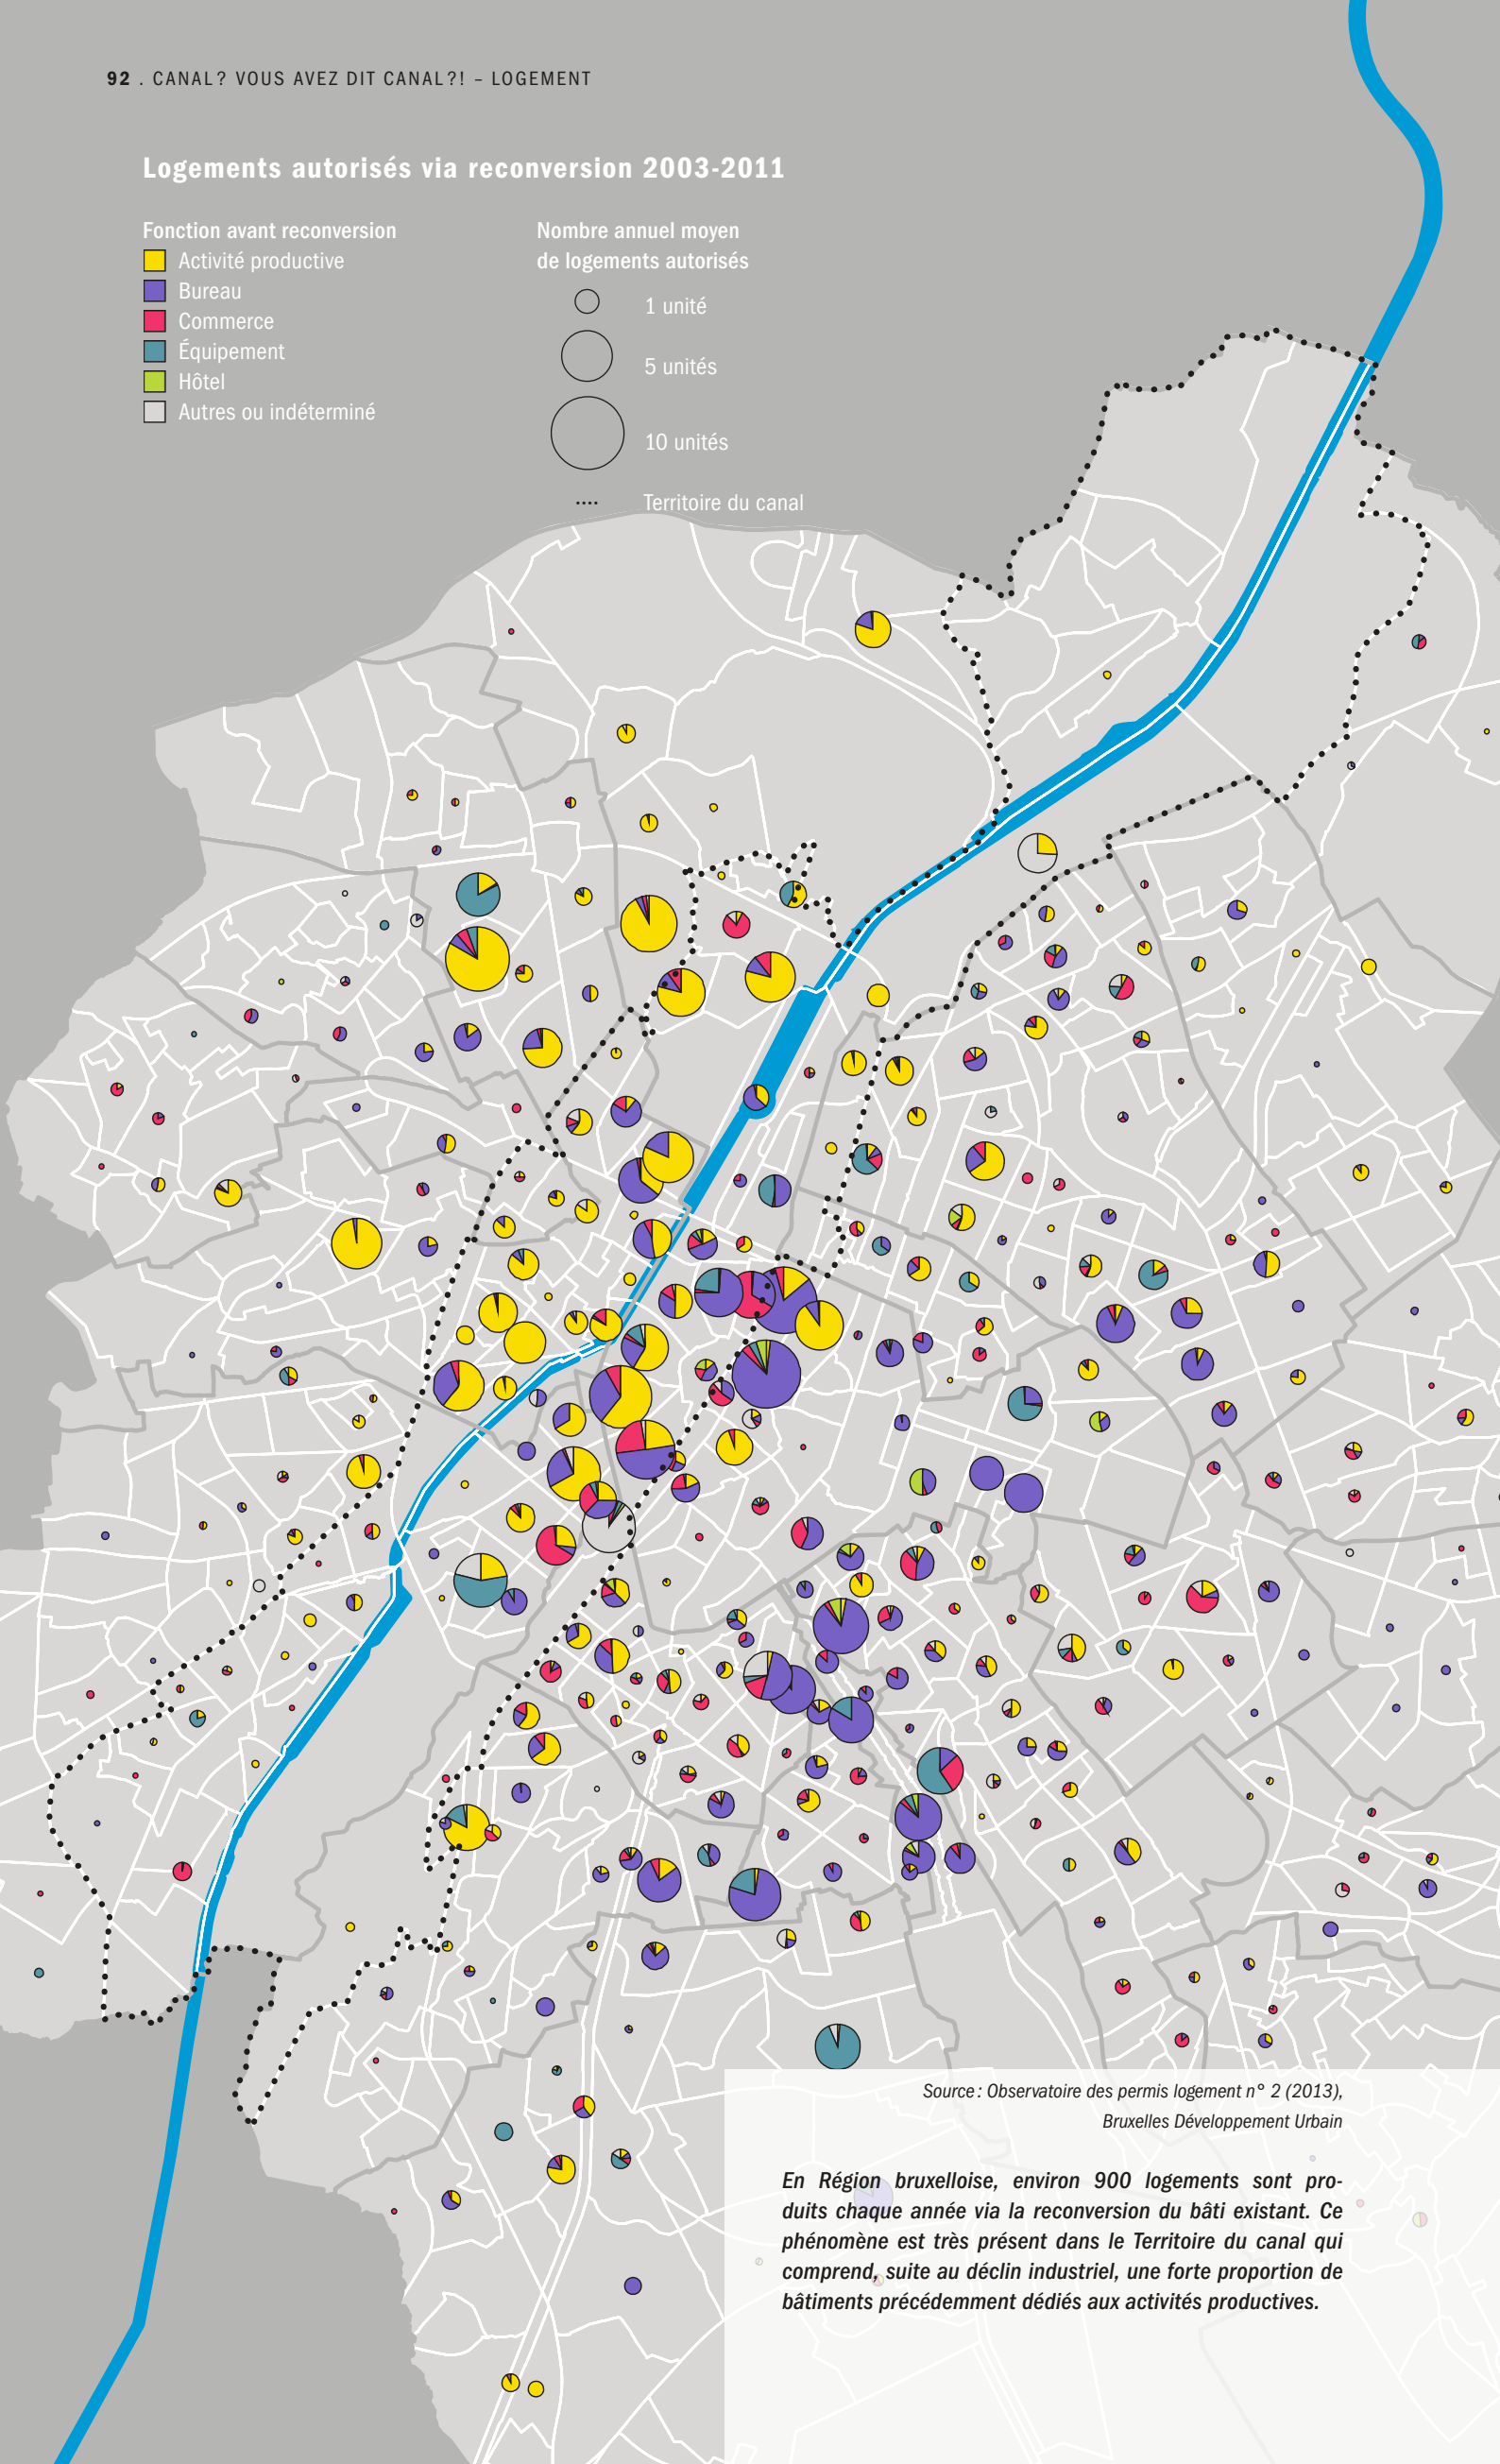 92 . CANAL? VOUS AVEZ DIT CANAL?! – LOGEMENT
Logements autorisés via reconversion 2003-2011
Fonction avant reconversion
Activité productive
Bureau
Commerce
Équipement
Hôtel
Autres ou indéterminé
Nombre annuel moyen
de logements autorisés
1 unité
5 unités
10 unités
Territoire du canal
Source : Observatoire des permis logement n° 2 (2013),
Bruxelles Développement Urbain
En Région bruxelloise, environ 900 logements sont pro-
duits chaque année via la reconversion du bâti existant. Ce
phénomène est très présent dans le Territoire du canal qui
comprend, suite au déclin industriel, une forte proportion de
bâtiments précédemment dédiés aux activités productives.